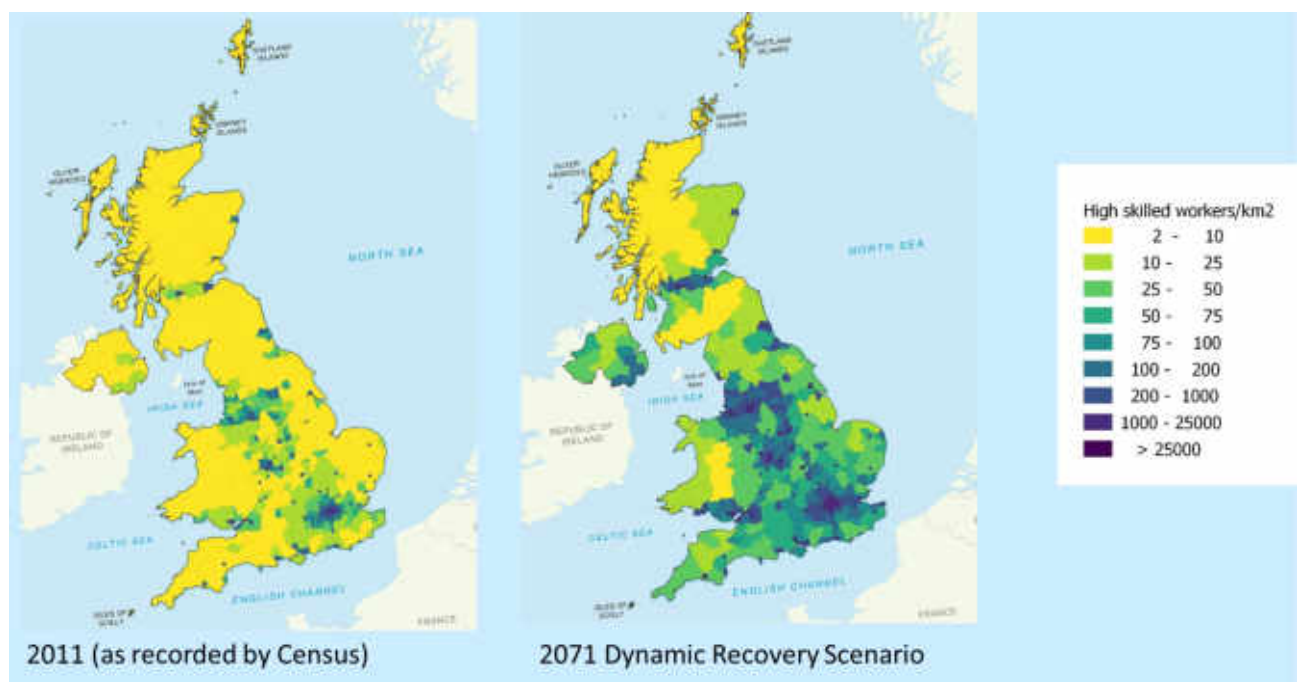 SHETLAND
ISLANDS
ORKNEY
ISLANDS
OUTER
HEBRIDES
NORTH SEA
Isle of
Man
IRISH SEA
REPUBLIC OF
IRELAND
CELTIC SEA
ENGLISH CHANNEL
ISLES OF
SCILLY
FRANCE
2011 (as recorded by Census)
SHETLAND
ISLANDS
ORKNEY
ISLANDS
OUTER
HEBRIDES
NORTH SEA
Isle of
Man
IRISH SEA
REPUBLIC OF
IRELAND
CELTIC SEA
ENGLISH CHANNEL
ISLES OF
SCILLY
FRANCE
2071 Dynamic Recovery Scenario
High skilled workers/km2
2 - 10
10 - 25
25 - 50
50 - 75
75 - 100
100 - 200
200 - 1000
1000 - 25000
> 25000